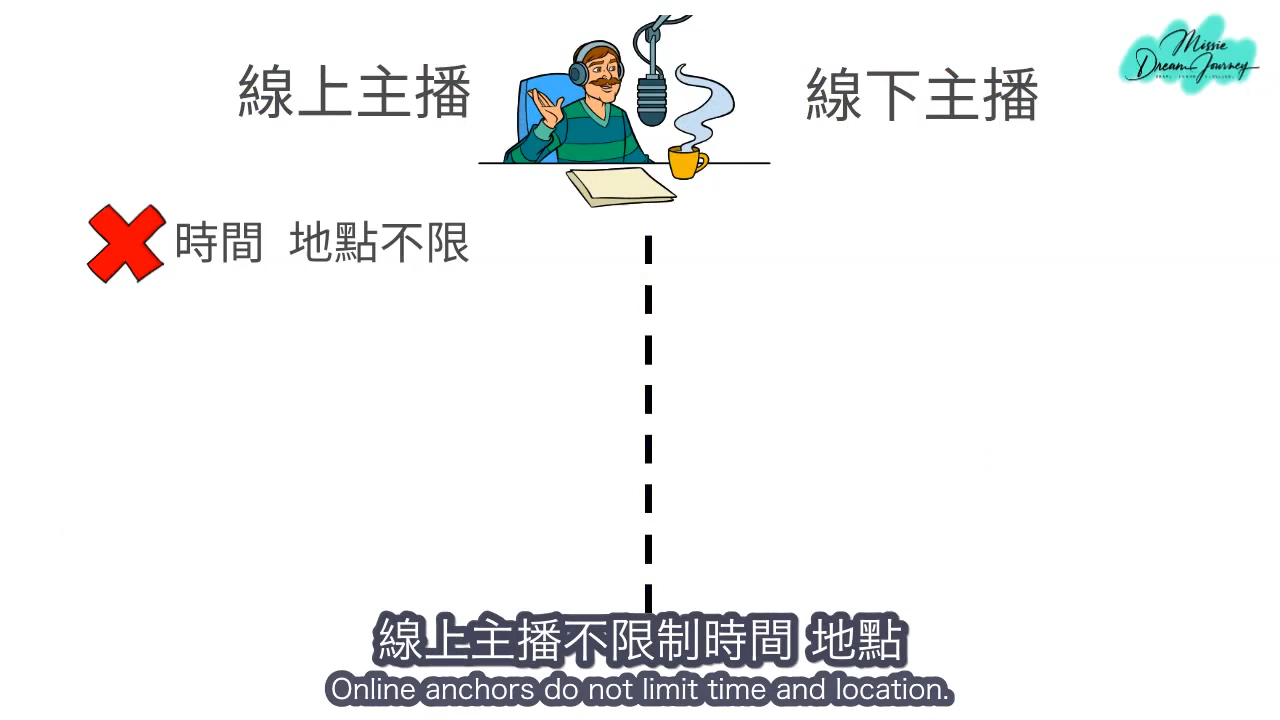 線上主播
線下主播
Missie
Dream Journey
時間 地點不限
線上主播不限制時間 地點
Online anchors do not limit time and location.